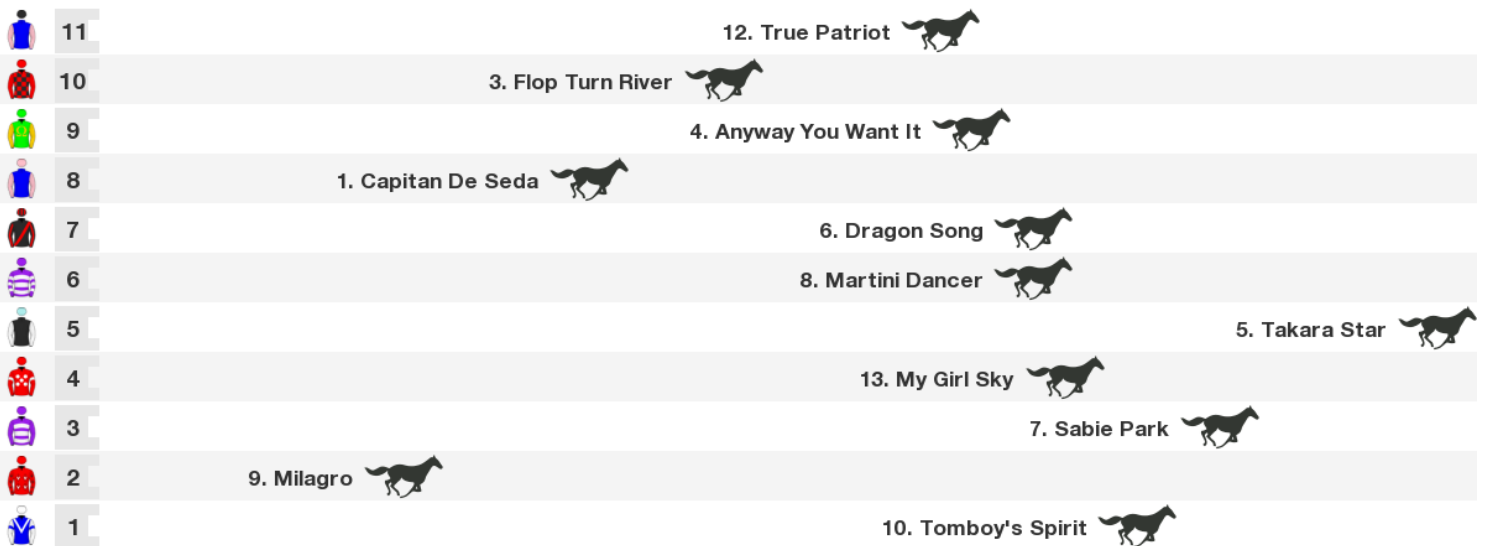 11 12. True Patriot
10 3. Flop Turn River
9 4. Anyway You Want It
8 1. Capitan De Seda
7 6. Dragon Song
6 8. Martini Dancer
5 5. Takara Star
4 13. My Girl Sky
3 7. Sabie Park
2 9. Milagro
1 10. Tomboy's Spirit